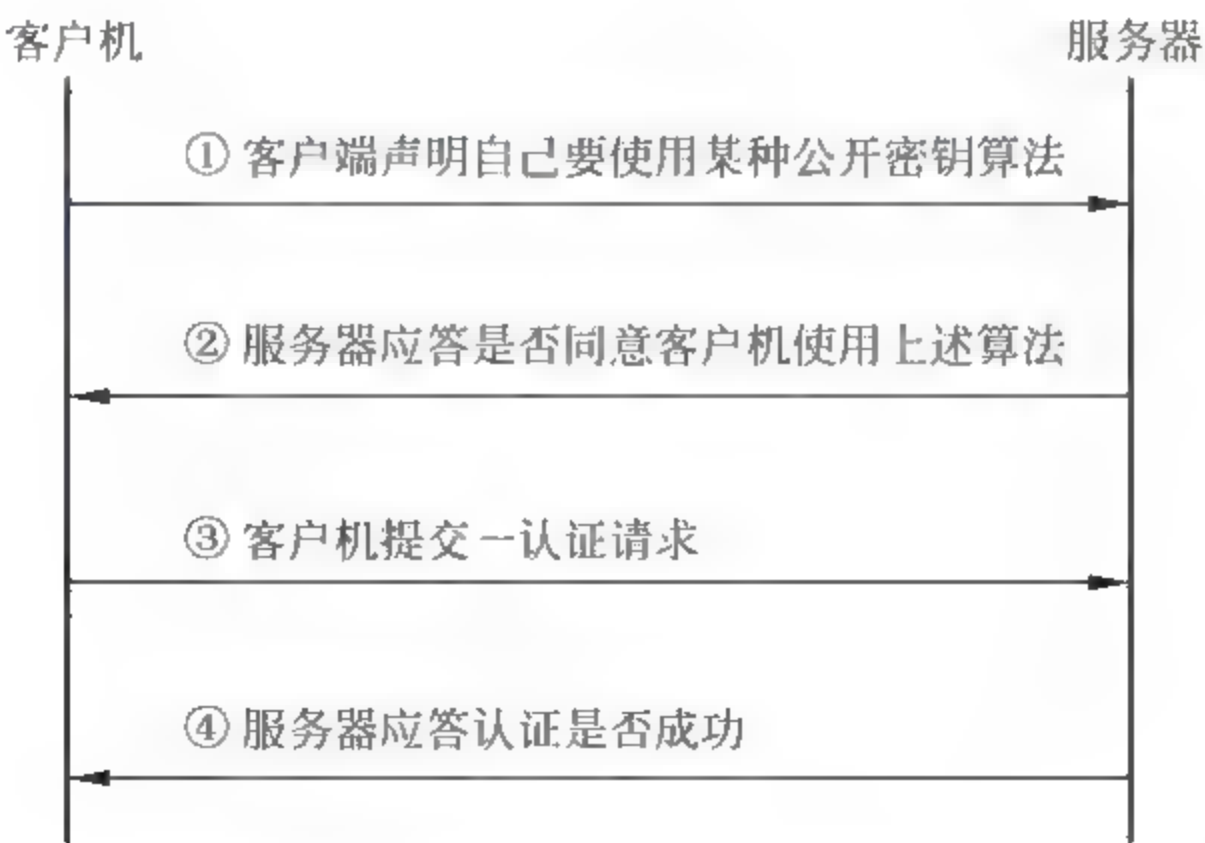 客户机 服务器
① 客户端声明自己要使用某种公开密钥算法
② 服务器应答是否同意客户机使用上述算法
③ 客户机提交一认证请求
④ 服务器应答认证是否成功